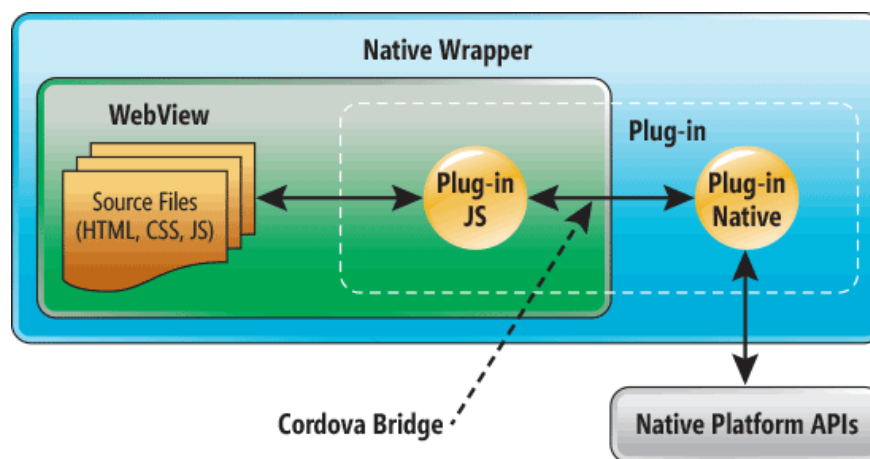 Native Wrapper
WebView
Plug-in
Source Files
(HTML, CSS, JS)
Plug-in
JS
Plug-in
Native
Cordova Bridge
Native Platform APIs